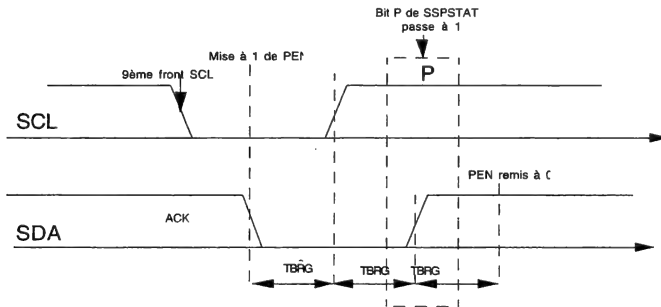 Bit P de SSPSTAT
passe à 1
Mise à 1 de PEN
9ème front SCL
P
SCL
PEN remis à 0
ACK
SDA
TBRG TBRG TBRG